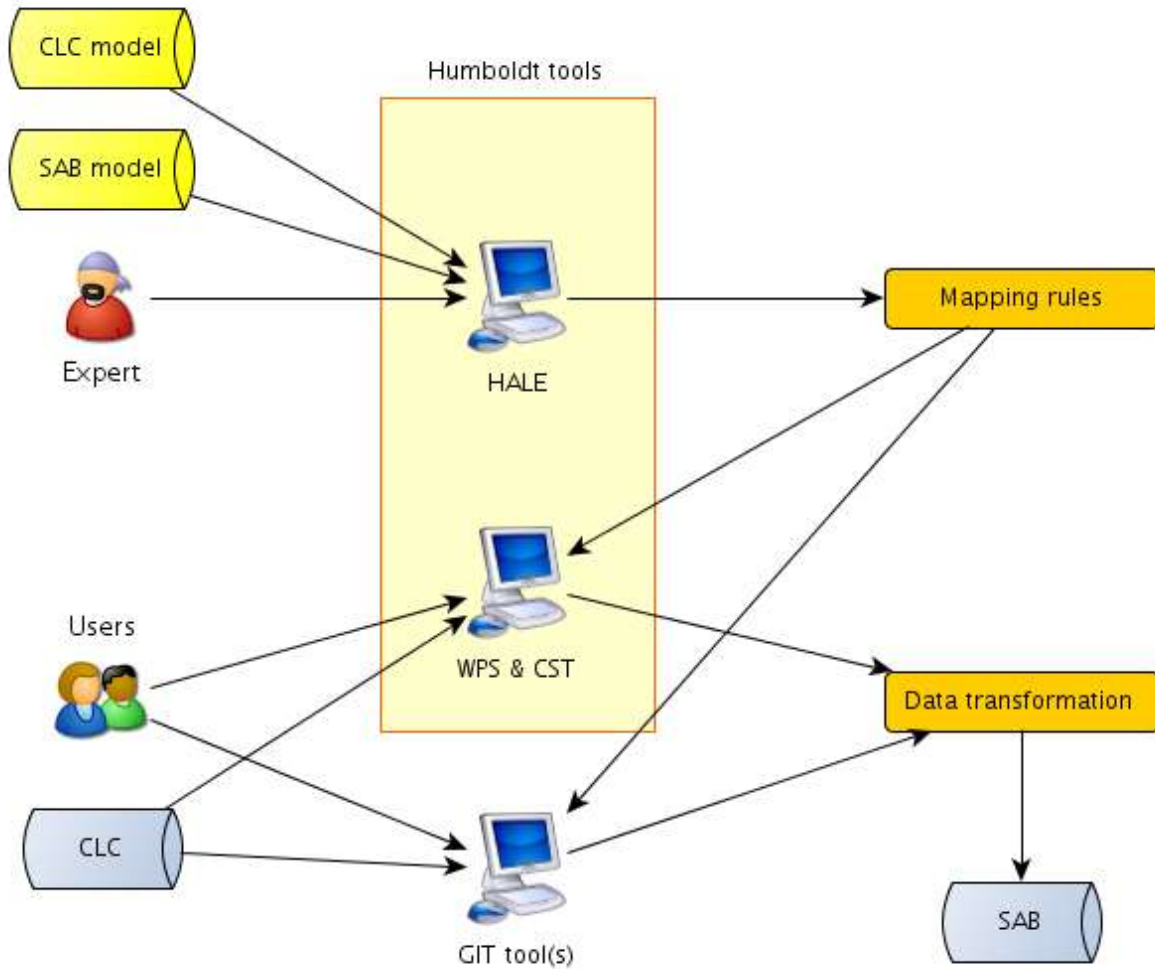 CLC model
Humboldt tools
SAB model
Expert
HALE
Mapping rules
Users
WPS & CST
Data transformation
CLC
GIT tool(s)
SAB